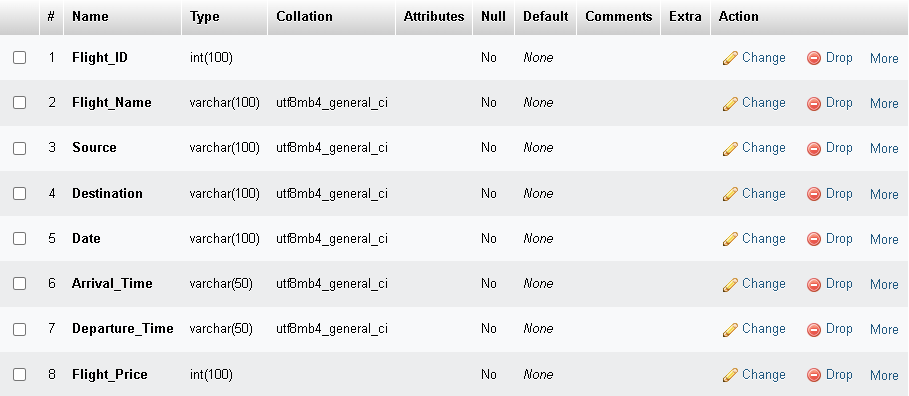 # Name Type Collation Attributes Null Default Comments Extra Action
1 Flight_ID int(100) No None Change Drop More
2 Flight_Name varchar(100) utf8mb4_general_ci No None Change Drop More
3 Source varchar(100) utf8mb4_general_ci No None Change Drop More
4 Destination varchar(100) utf8mb4_general_ci No None Change Drop More
5 Date varchar(100) utf8mb4_general_ci No None Change Drop More
6 Arrival_Time varchar(50) utf8mb4_general_ci No None Change Drop More
7 Departure_Time varchar(50) utf8mb4_general_ci No None Change Drop More
8 Flight_Price int(100) No None Change Drop More